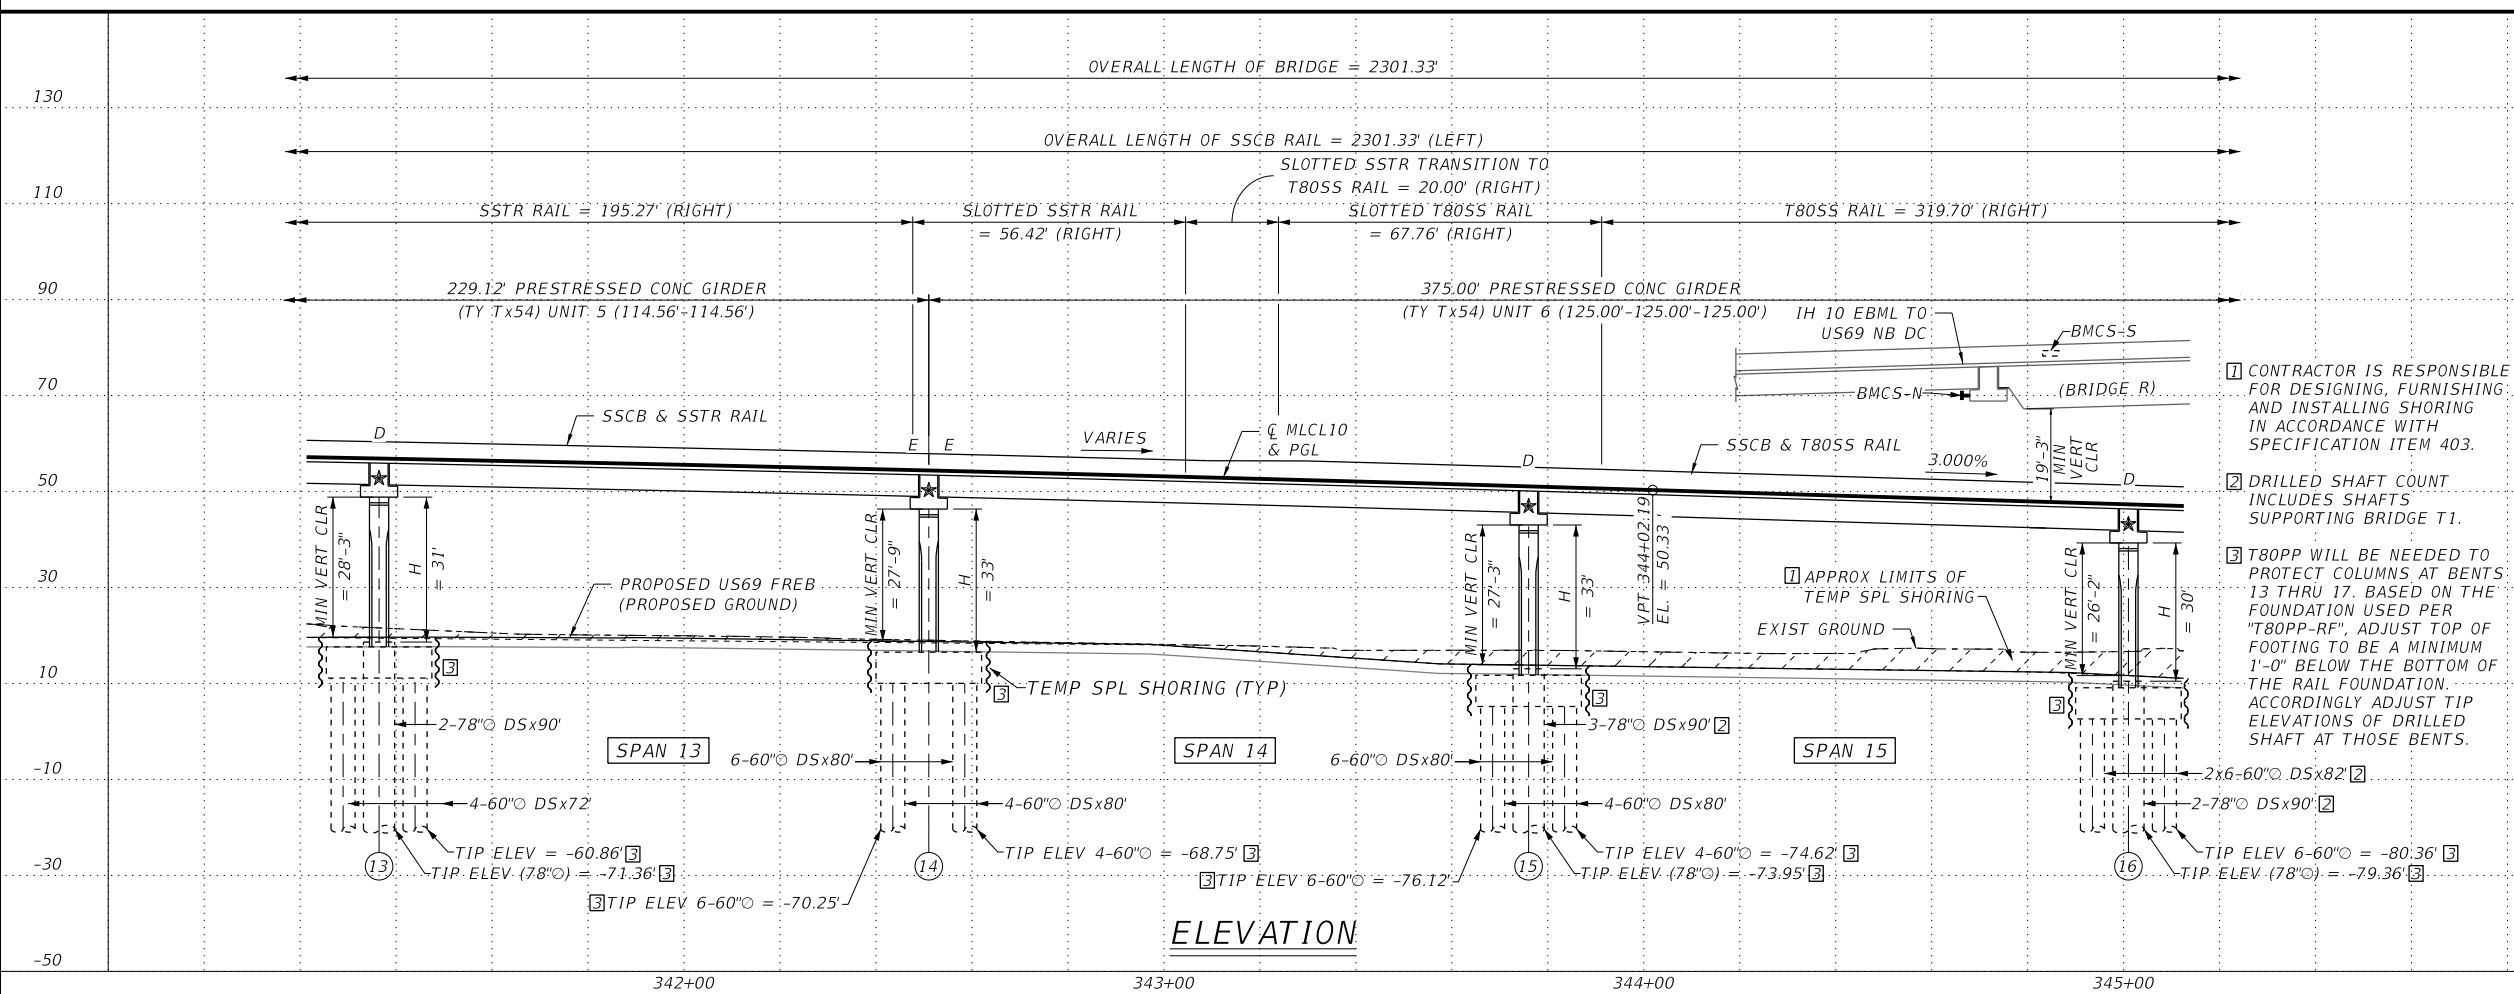 OVERALL LENGTH OF BRIDGE = 2301.33'
130
OVERALL LENGTH OF SSCB RAIL = 2301.33' (LEFT)
SLOTTED SSTR TRANSITION TO
T80SS RAIL = 20.00' (RIGHT)
110
SSTR RAIL = 195.27' (RIGHT)
SLOTTED SSTR RAIL
= 56.42' (RIGHT)
SLOTTED T80SS RAIL
= 67.76' (RIGHT)
T80SS RAIL = 319.70' (RIGHT)
90
229.12' PRESTRESSED CONC GIRDER
(TY Tx54) UNIT 5 (114.56'-114.56')
375.00' PRESTRESSED CONC GIRDER
(TY Tx54) UNIT 6 (125.00'-125.00'-125.00')
IH 10 EBML TO
US69 NB DC
BMCS-S
BMCS-N
(BRIDGE R)
70
SSCB & SSTR RAIL
D
E
E
VARIES
℄ MLCL10
& PGL
D
SSCB & T80SS RAIL
3.000%
19'-3"
MIN
VERT
CLR
D
50
MIN VERT CLR
= 28'-3"
H
= 31'
MIN VERT CLR
= 27'-9"
H
= 33'
MIN VERT CLR
= 27'-3"
H
= 33'
VPT 344+02.19
EL. = 50.33'
MIN VERT CLR
= 26'-2"
H
= 30'
30
PROPOSED US69 FREB
(PROPOSED GROUND)
1 APPROX LIMITS OF
TEMP SPL SHORING
EXIST GROUND
10
3
3
TEMP SPL SHORING (TYP)
3
3
2-78"∅ DSx90'
3-78"∅ DSx90' 2
SPAN 13
SPAN 14
SPAN 15
6-60"∅ DSx80'
6-60"∅ DSx80'
-10
2x6-60"∅ DSx82' 2
4-60"∅ DSx72'
4-60"∅ DSx80'
4-60"∅ DSx80'
2-78"∅ DSx90' 2
-30
TIP ELEV = -60.86' 3
TIP ELEV (78"∅) = -71.36' 3
TIP ELEV 4-60"∅ = -68.75' 3
3 TIP ELEV 6-60"∅ = -70.25'
TIP ELEV 4-60"∅ = -74.62' 3
TIP ELEV (78"∅) = -73.95' 3
3 TIP ELEV 6-60"∅ = -76.12'
TIP ELEV 6-60"∅ = -80.36' 3
TIP ELEV (78"∅) = -79.36' 3
13
14
15
16
ELEVATION
-50
342+00
343+00
344+00
345+00
1 CONTRACTOR IS RESPONSIBLE
FOR DESIGNING, FURNISHING
AND INSTALLING SHORING
IN ACCORDANCE WITH
SPECIFICATION ITEM 403.
2 DRILLED SHAFT COUNT
INCLUDES SHAFTS
SUPPORTING BRIDGE T1.
3 T80PP WILL BE NEEDED TO
PROTECT COLUMNS AT BENTS
13 THRU 17. BASED ON THE
FOUNDATION USED PER
"T80PP-RF", ADJUST TOP OF
FOOTING TO BE A MINIMUM
1'-0" BELOW THE BOTTOM OF
THE RAIL FOUNDATION.
ACCORDINGLY ADJUST TIP
ELEVATIONS OF DRILLED
SHAFT AT THOSE BENTS.